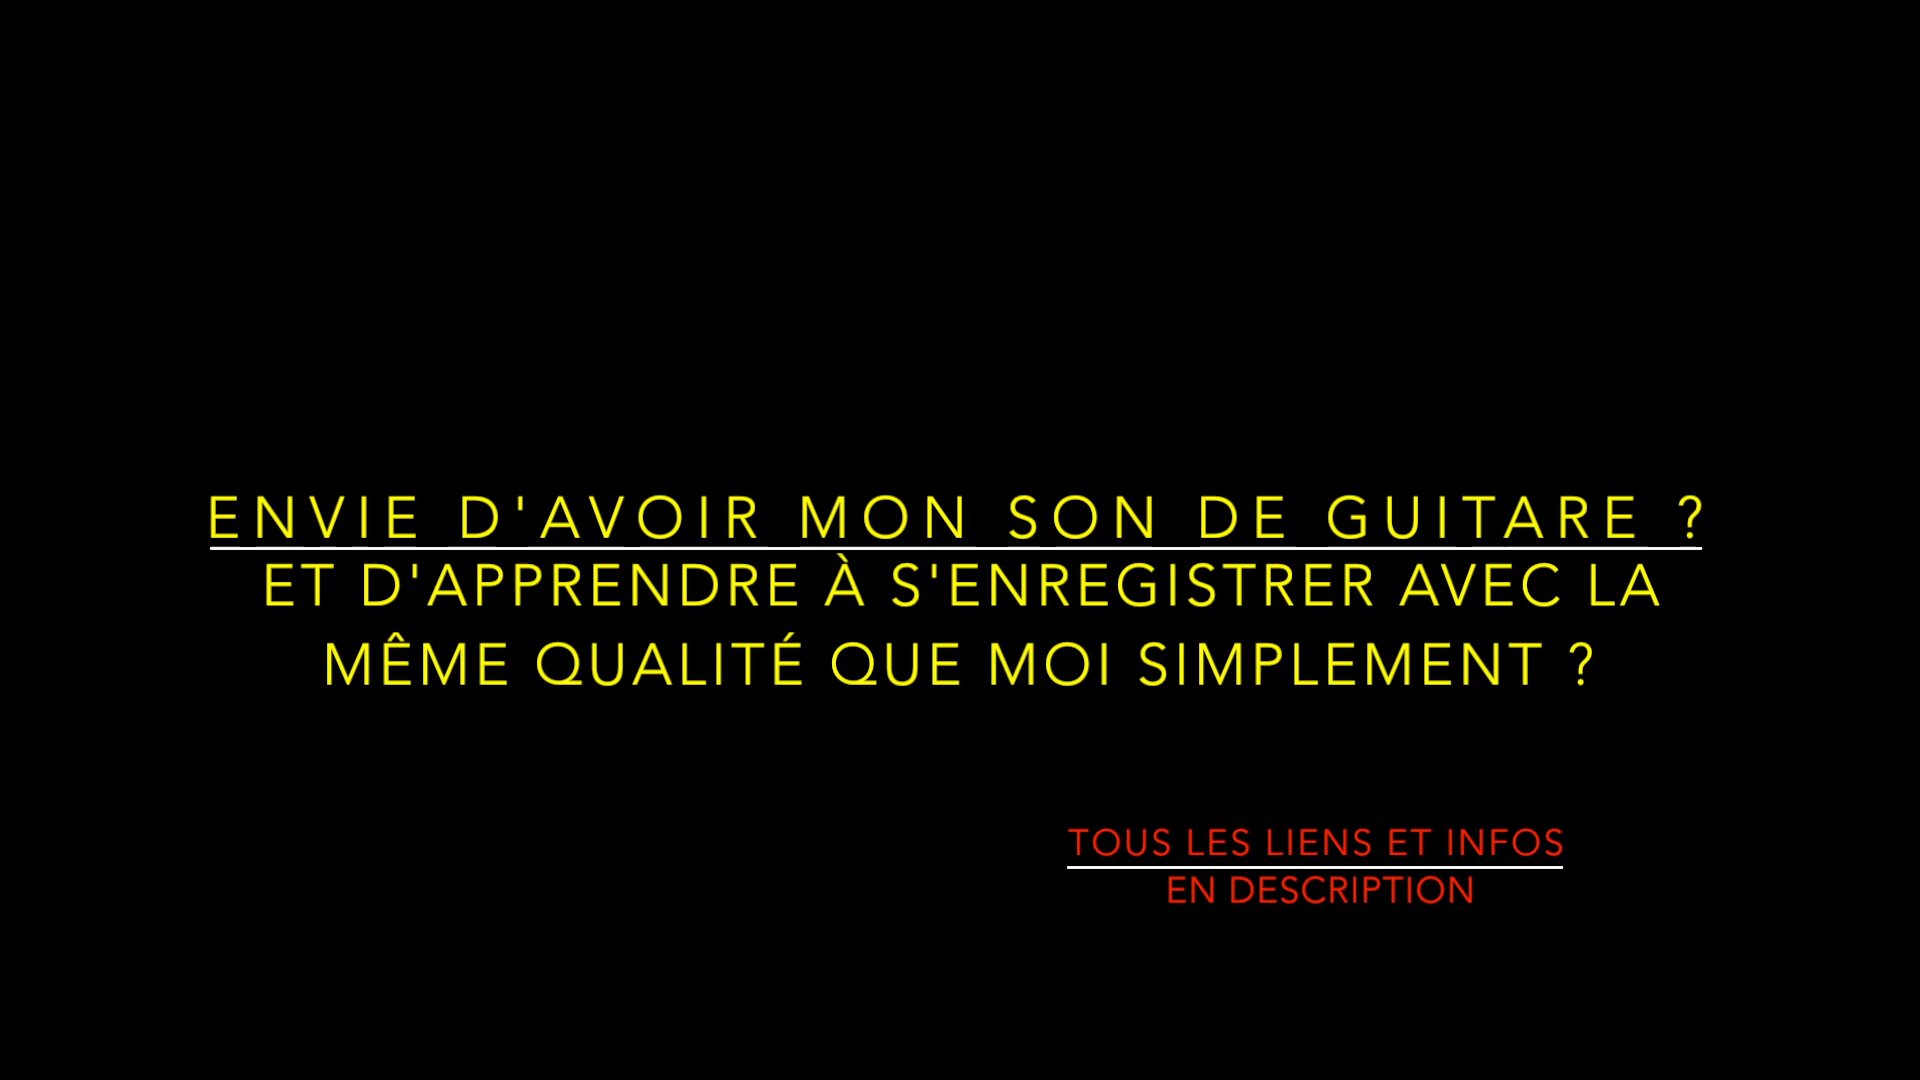 ENVIE D'AVOIR MON SON DE GUITARE ?
ET D'APPRENDRE À S'ENREGISTRER AVEC LA
MÊME QUALITÉ QUE MOI SIMPLEMENT ?
TOUS LES LIENS ET INFOS
EN DESCRIPTION